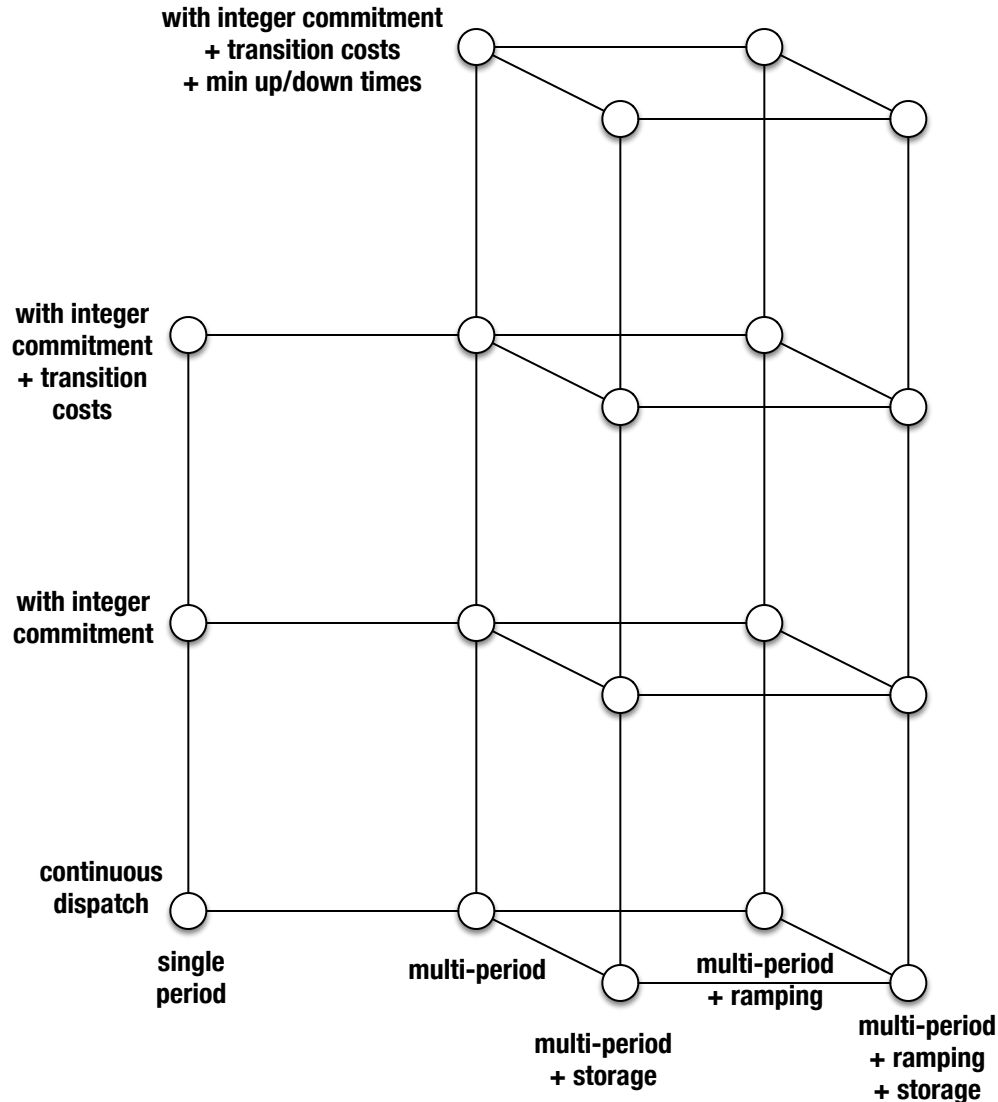 with integer commitment
+ transition costs
+ min up/down times
with integer
commitment
+ transition
costs
with integer
commitment
continuous
dispatch
single
period
multi-period
multi-period
+ ramping
multi-period
+ storage
multi-period
+ ramping
+ storage